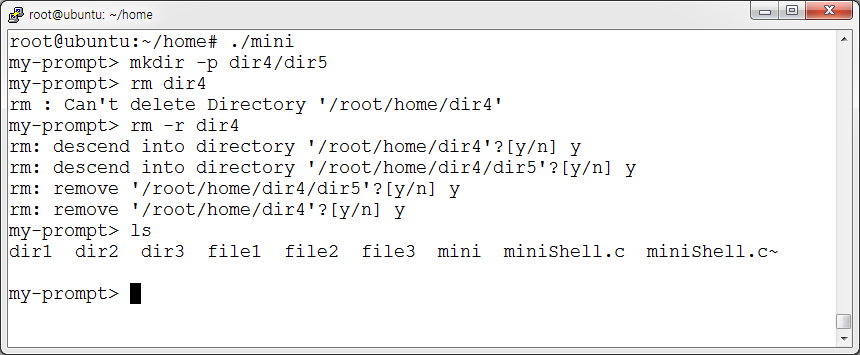 root@ubuntu: ~/home
root@ubuntu:~/home# ./mini
my-prompt> mkdir -p dir4/dir5
my-prompt> rm dir4
rm : Can't delete Directory '/root/home/dir4'
my-prompt> rm -r dir4
rm: descend into directory '/root/home/dir4'?[y/n] y
rm: descend into directory '/root/home/dir4/dir5'?[y/n] y
rm: remove '/root/home/dir4/dir5'?[y/n] y
rm: remove '/root/home/dir4'?[y/n] y
my-prompt> ls
dir1  dir2  dir3  file1  file2  file3  mini  miniShell.c  miniShell.c~
my-prompt>